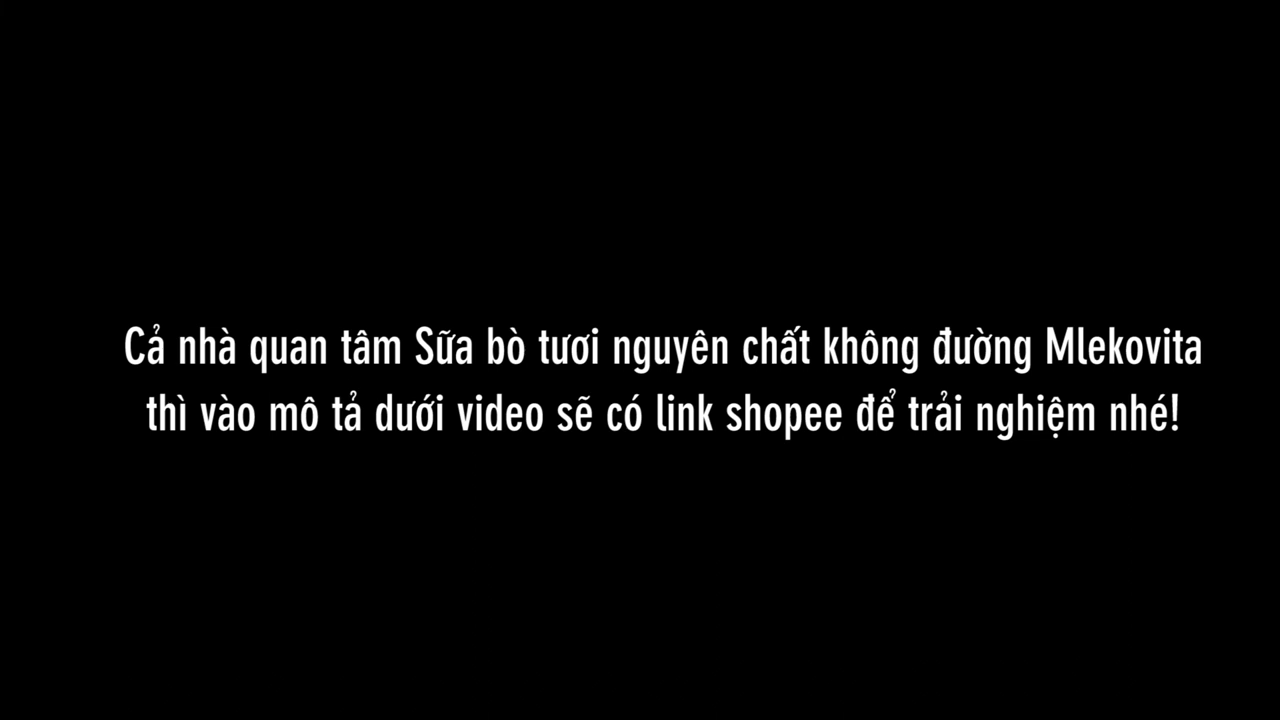 Cả nhà quan tâm Sữa bò tươi nguyên chất không đường Mlekovita
thì vào mô tả dưới video sẽ có link shopee để trải nghiệm nhé!